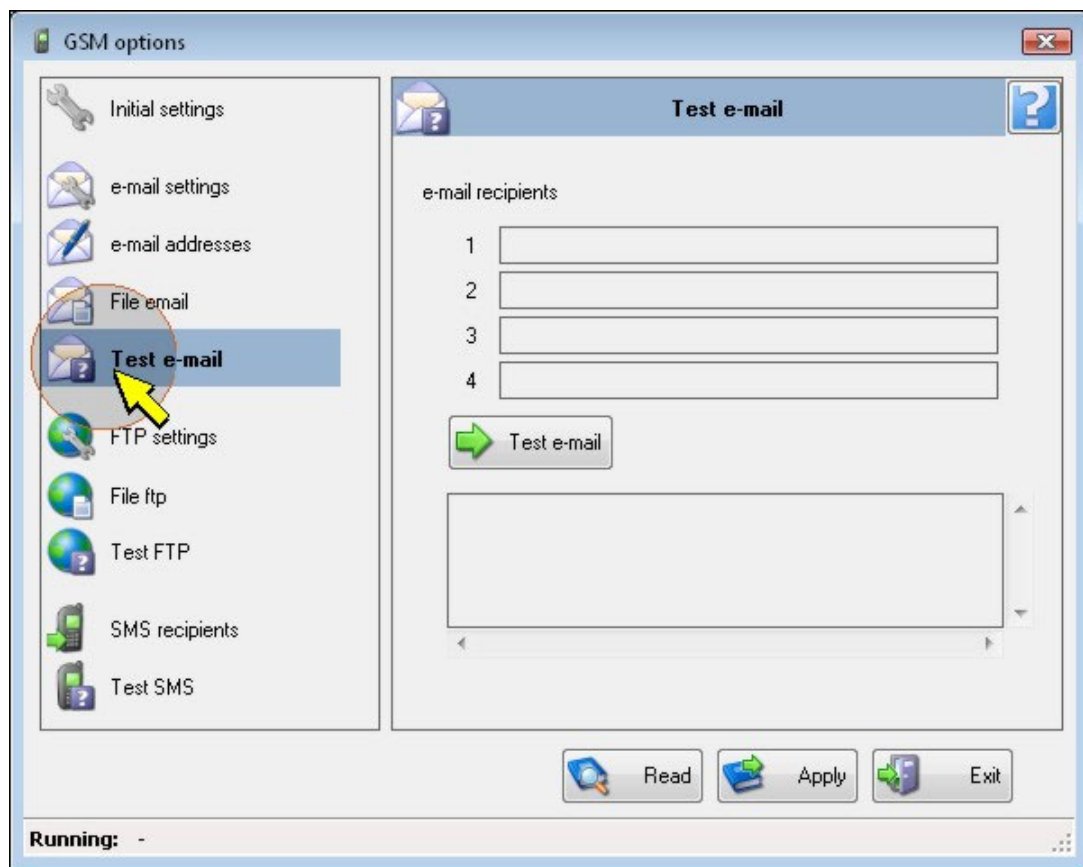 GSM options
Initial settings
e-mail settings
e-mail addresses
File email
Test e-mail
FTP settings
File ftp
Test FTP
SMS recipients
Test SMS
Test e-mail
e-mail recipients
1
2
3
4
Test e-mail
Read
Apply
Exit
Running: -